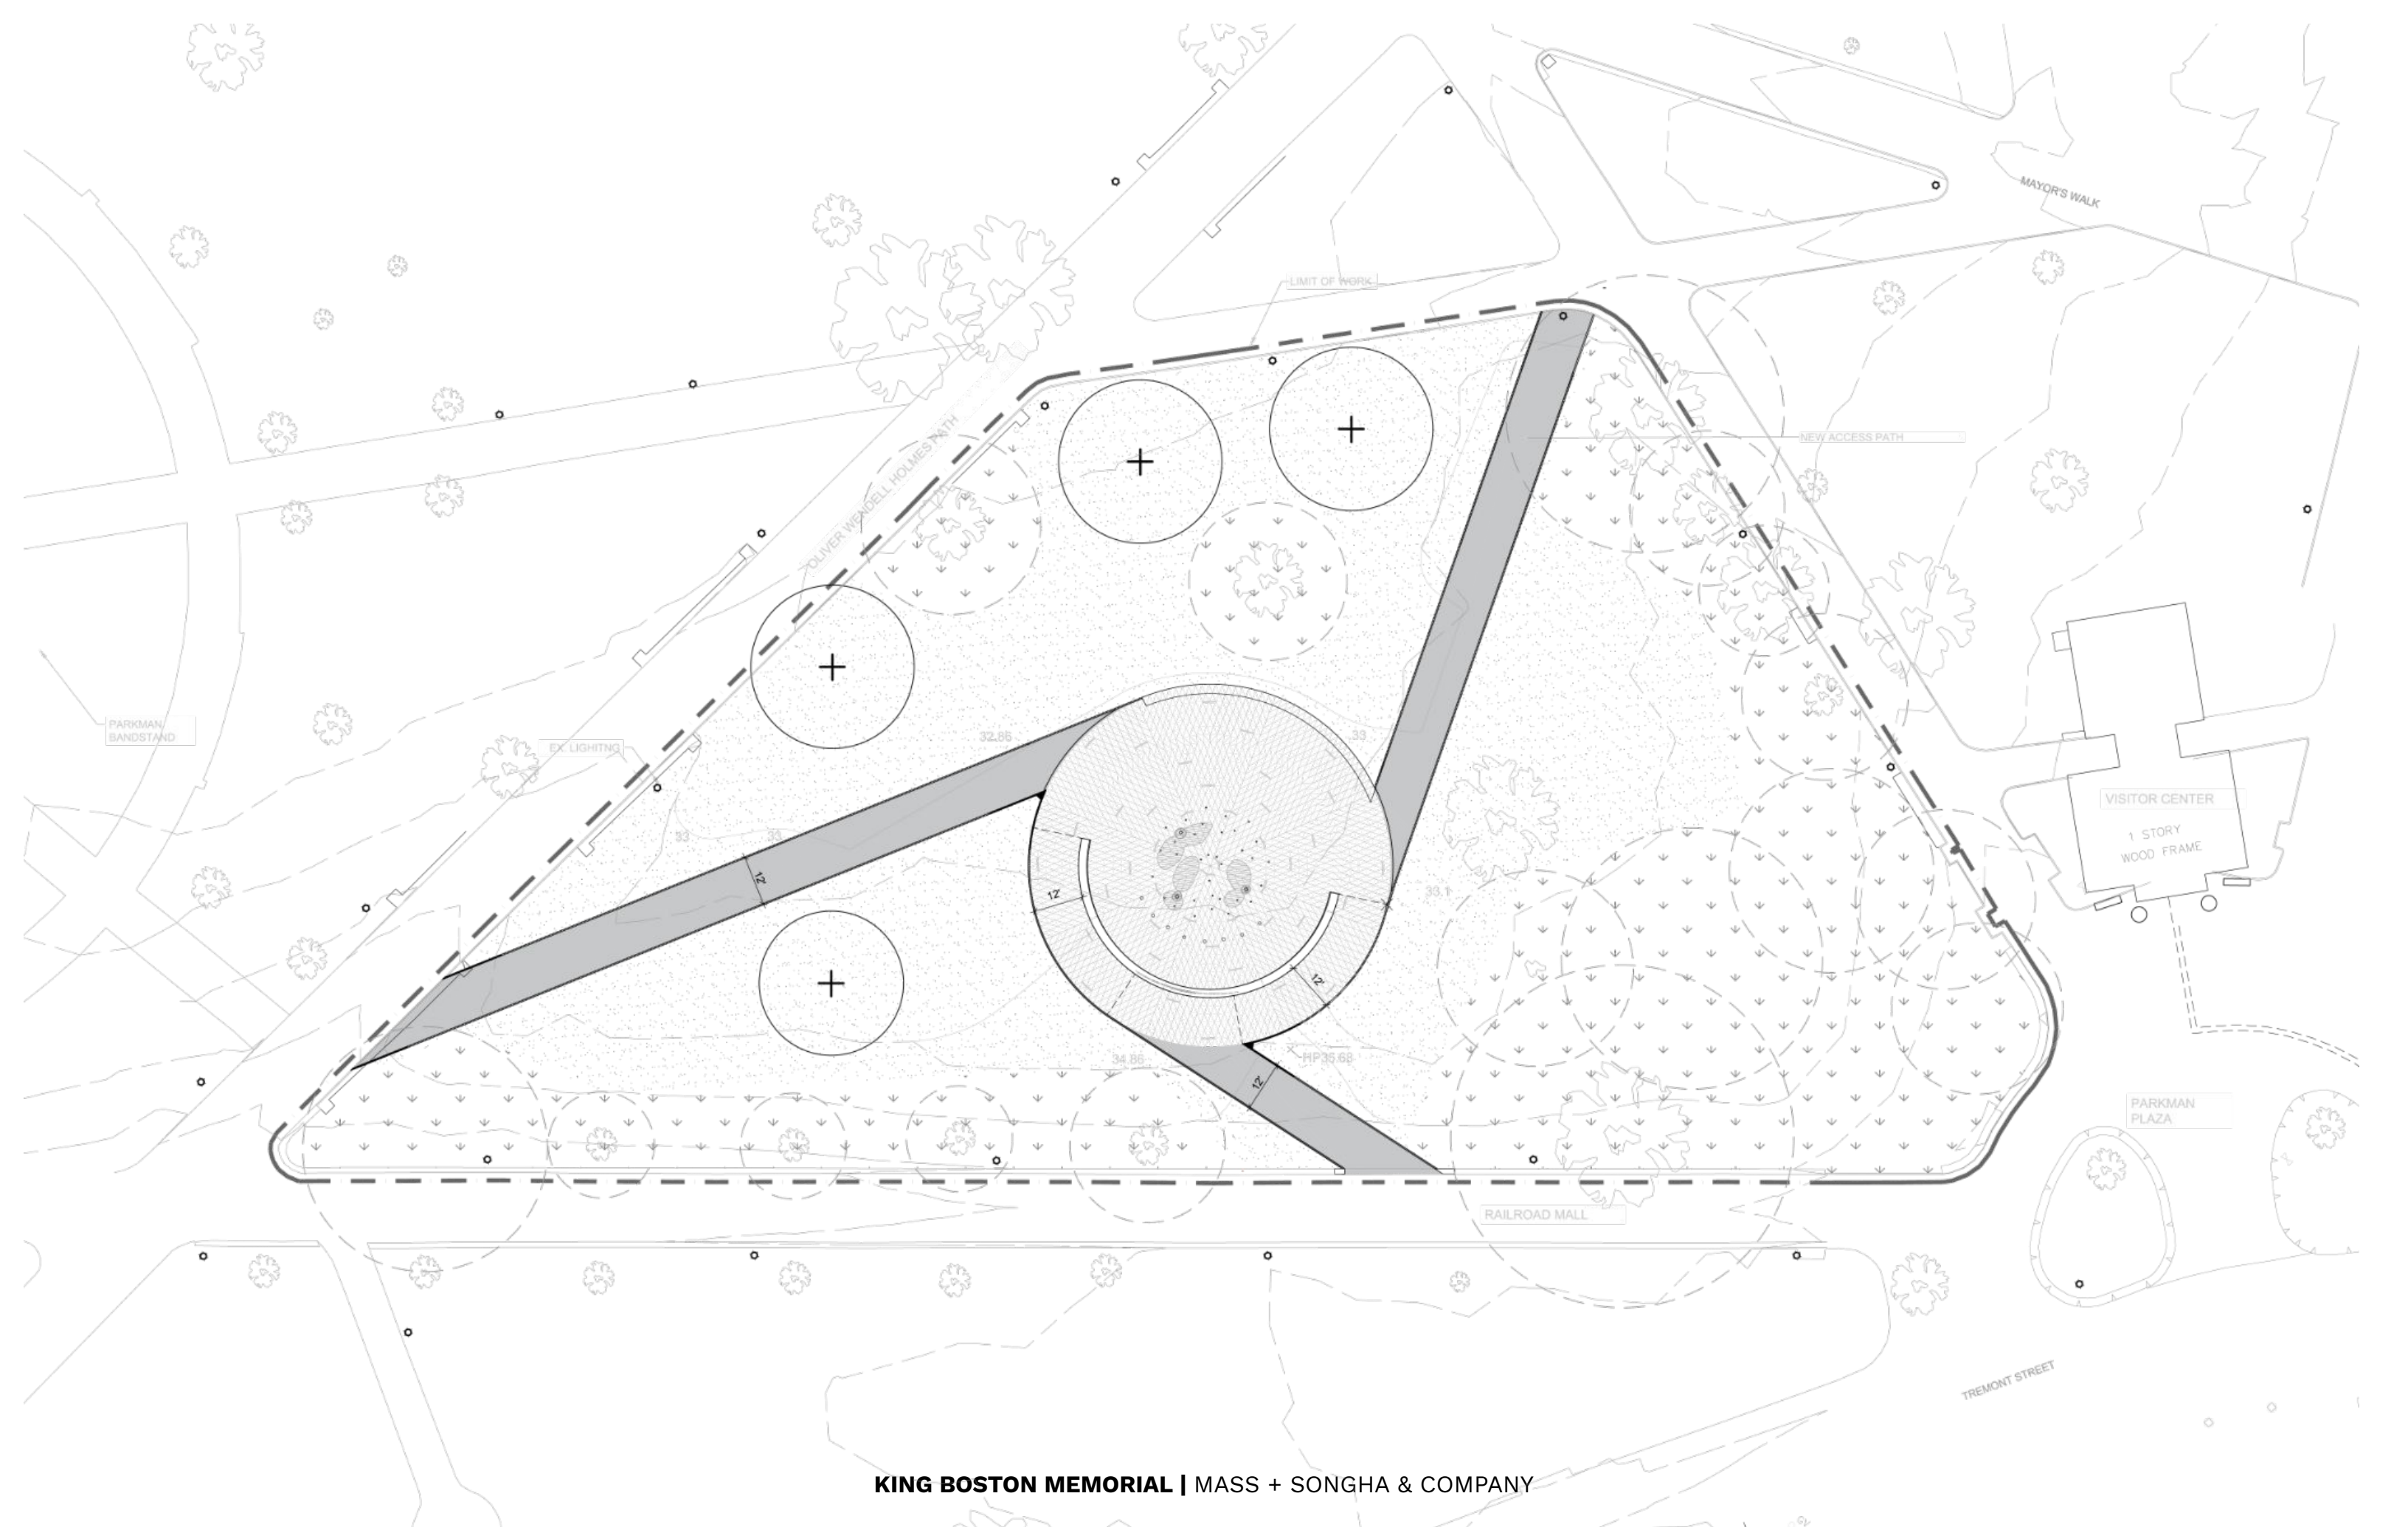 MAYOR'S WALK
LIMIT OF WORK
OLIVER WENDELL HOLMES PATH
NEW ACCESS PATH
PARKMAN
BANDSTAND
EX. LIGHITNG
32.86
33
33
33
12'
12'
12'
12'
33.1
34.86
HP35.68
VISITOR CENTER
1 STORY
WOOD FRAME
PARKMAN
PLAZA
RAILROAD MALL
TREMONT STREET
KING BOSTON MEMORIAL | MASS + SONGHA & COMPANY